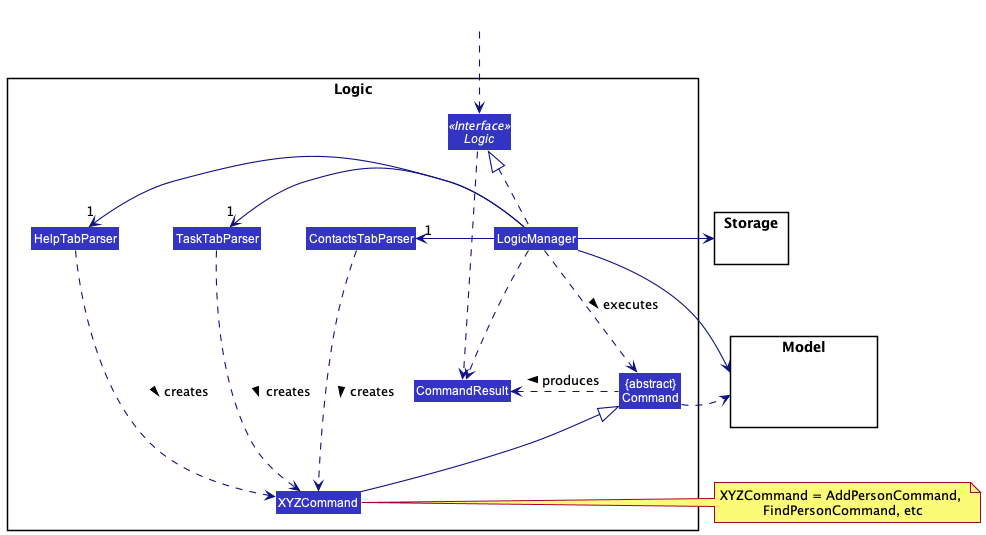 Logic
«Interface»
Logic
1
1
HelpTabParser
TaskTabParser
ContactsTabParser
1
LogicManager
Storage
executes
Model
creates
creates
creates
CommandResult
produces
{abstract}
Command
XYZCommand
XYZCommand = AddPersonCommand,
FindPersonCommand, etc